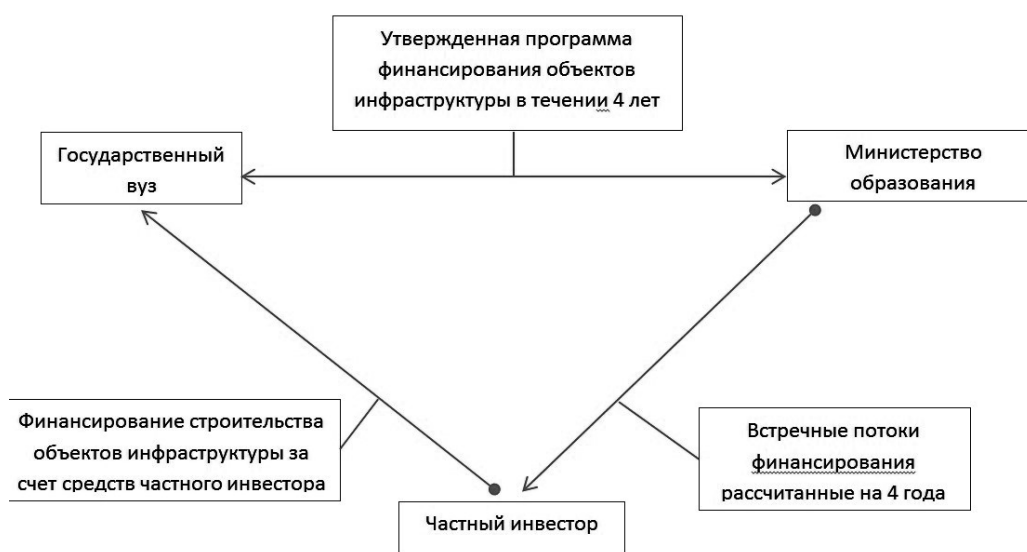 Утвержденная программа
финансирования объектов
инфраструктуры в течении 4 лет
Государственный
вуз
Министерство
образования
Финансирование строительства
объектов инфраструктуры за
счет средств частного инвестора
Встречные потоки
финансирования
рассчитанные на 4 года
Частный инвестор